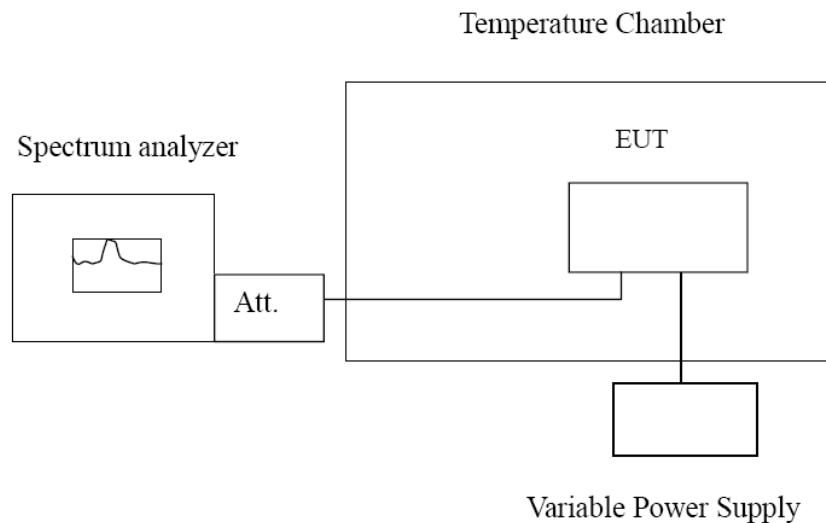 Temperature Chamber
Spectrum analyzer
EUT
Att.
Variable Power Supply